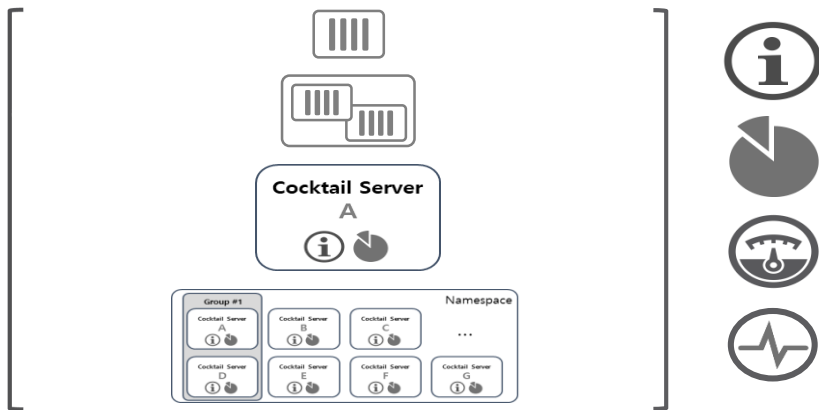 Cocktail Server
A
Group #1
Namespace
Cocktail Server
A
Cocktail Server
B
Cocktail Server
C
...
Cocktail Server
D
Cocktail Server
E
Cocktail Server
F
Cocktail Server
G